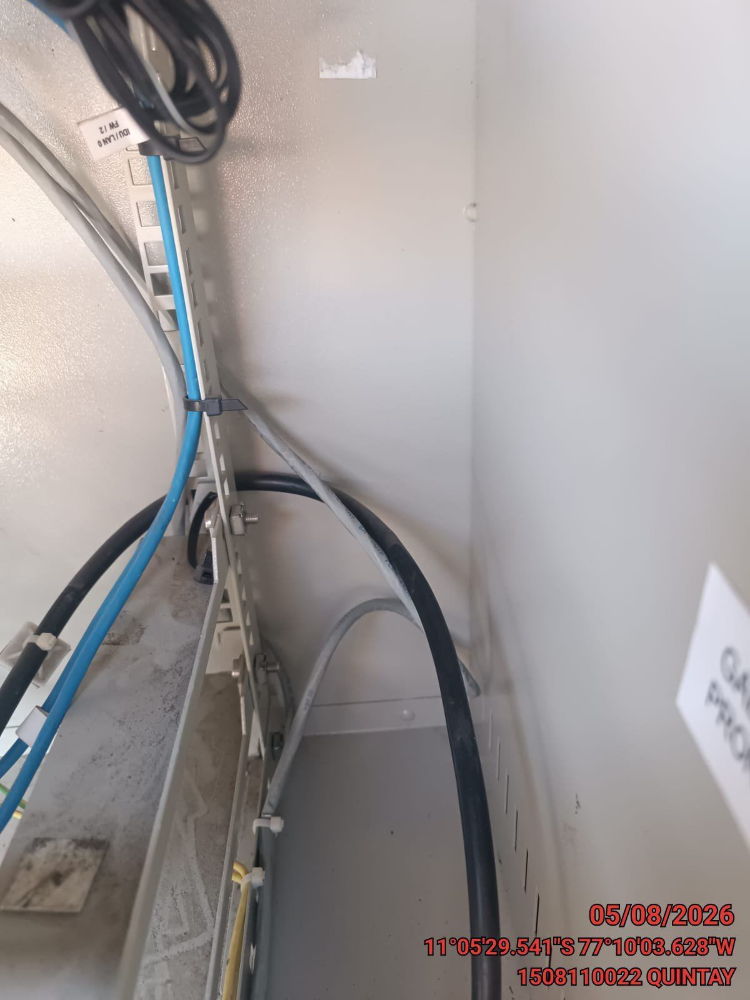 IDU / LAN 0
FW / 2
05/08/2026
11°05'29.541"S 77°10'03.628"W
1508110022 QUINTAY